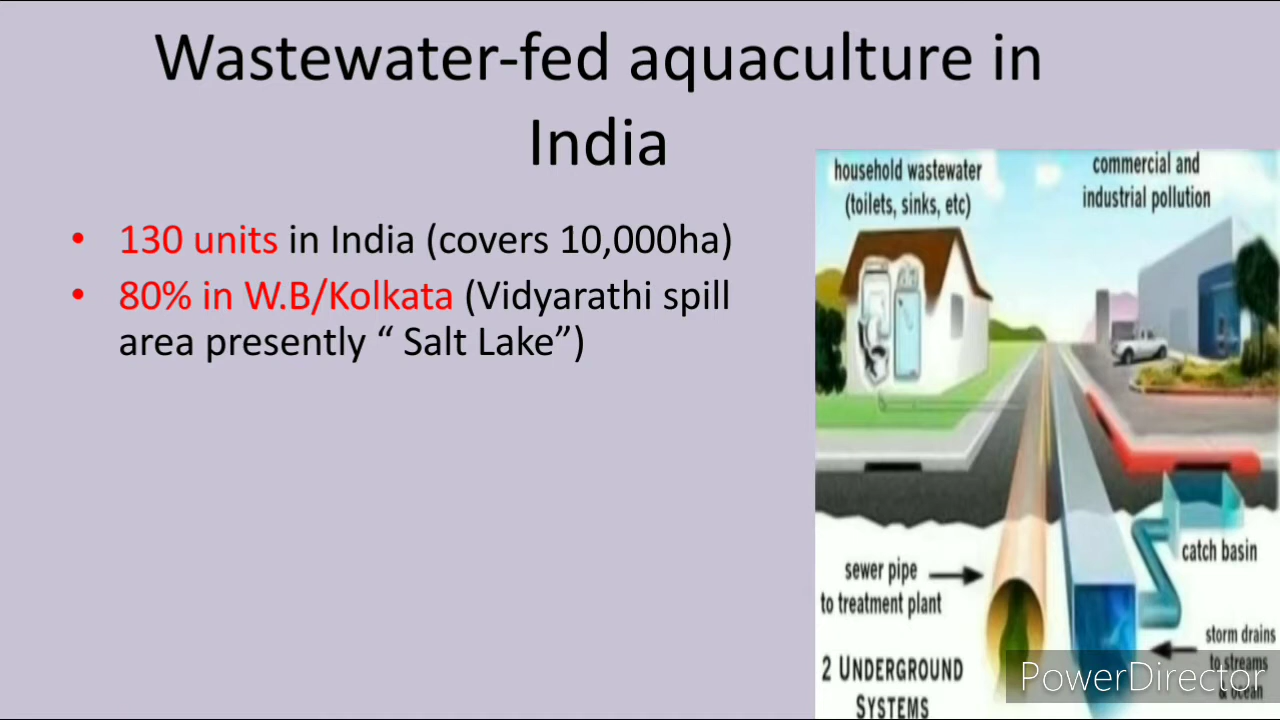 Wastewater-fed aquaculture in
India
• 130 units in India (covers 10,000ha)
• 80% in W.B/Kolkata (Vidyarathi spill
area presently “ Salt Lake”)
household wastewater
(toilets, sinks, etc)
commercial and
industrial pollution
catch basin
sewer pipe
to treatment plant
storm drains
to streams
& ocean
2 UNDERGROUND
SYSTEMS
PowerDirector